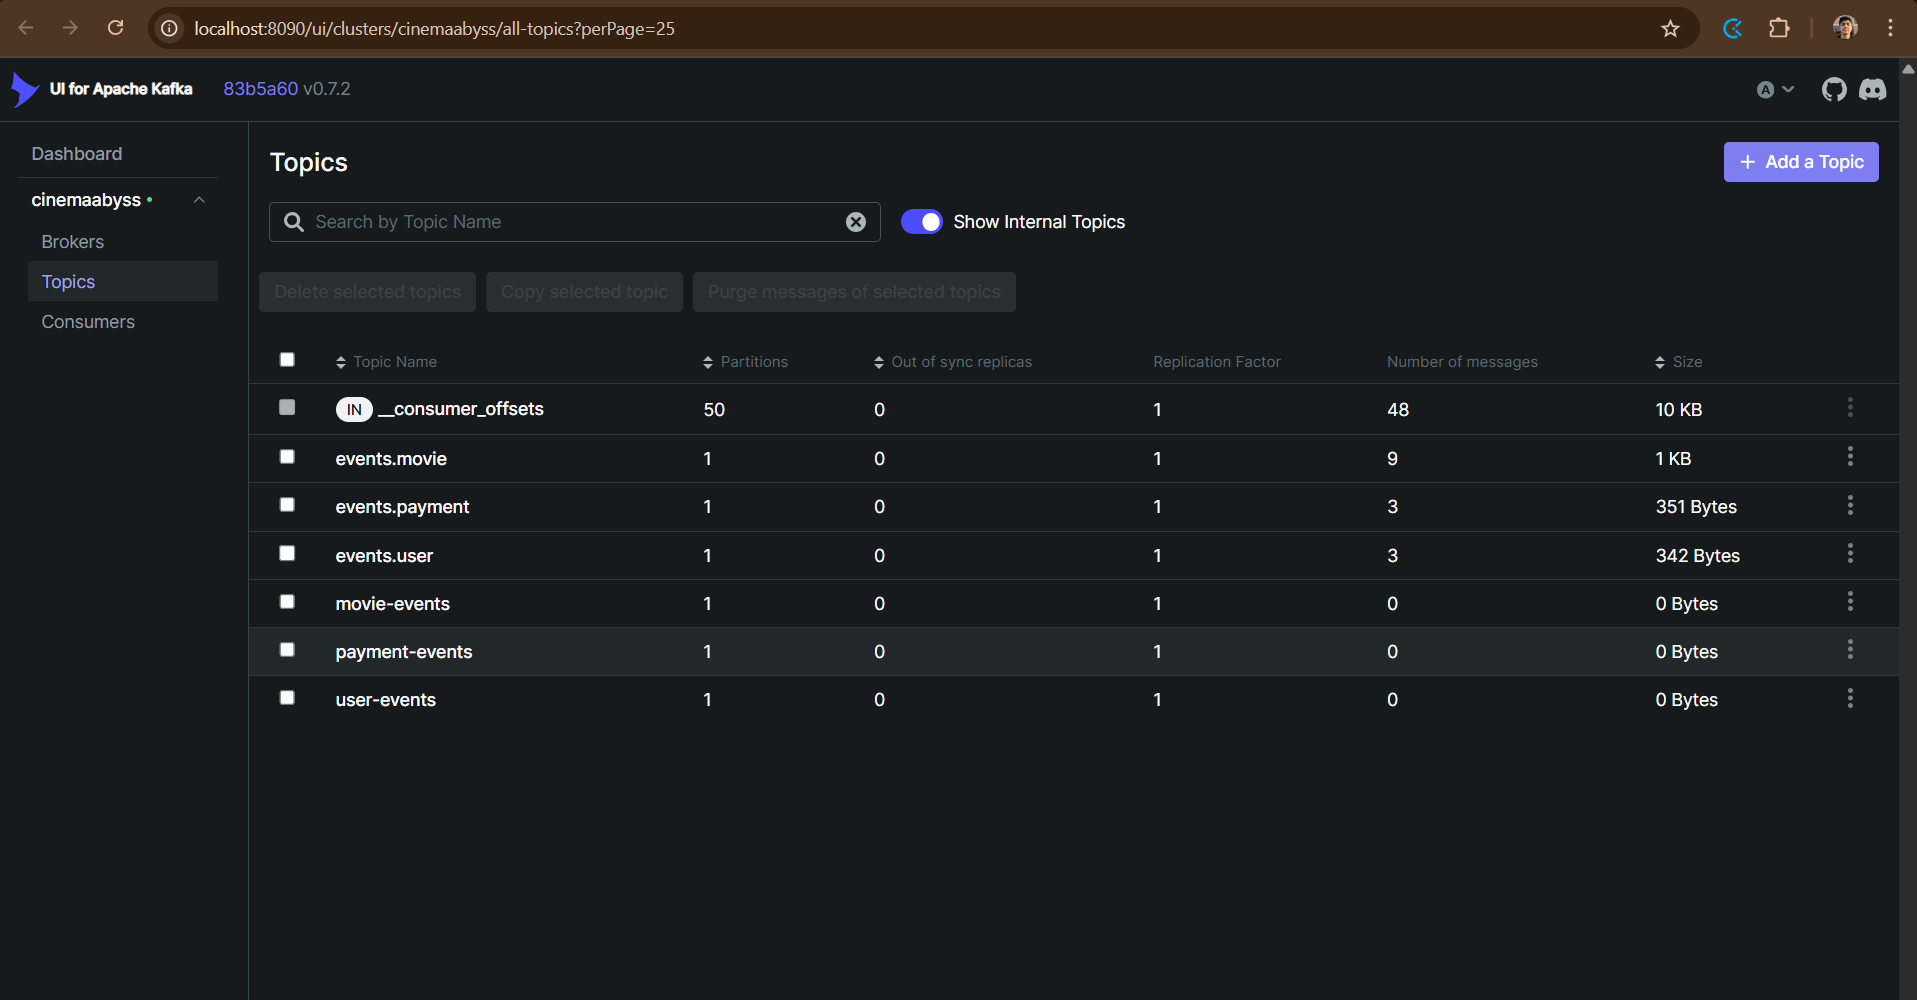 localhost:8090/ui/clusters/cinemaabyss/all-topics?perPage=25
UI for Apache Kafka 83b5a60 v0.7.2 A
Dashboard
cinemaabyss
Brokers
Topics
Consumers
Topics
+ Add a Topic
Search by Topic Name Show Internal Topics
Delete selected topics Copy selected topic Purge messages of selected topics
Topic Name Partitions Out of sync replicas Replication Factor Number of messages Size
IN __consumer_offsets 50 0 1 48 10 KB
events.movie 1 0 1 9 1 KB
events.payment 1 0 1 3 351 Bytes
events.user 1 0 1 3 342 Bytes
movie-events 1 0 1 0 0 Bytes
payment-events 1 0 1 0 0 Bytes
user-events 1 0 1 0 0 Bytes